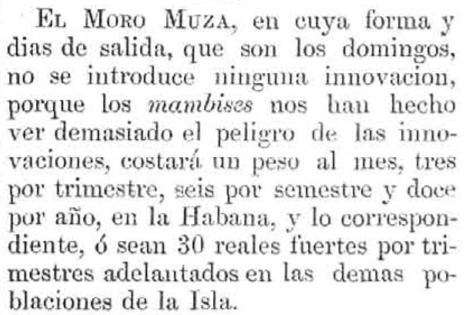 EL MORO MUZA, en cuya forma y
dias de salida, que son los domingos,
no se introduce ninguna innovacion,
porque los mambises nos han hecho
ver demasiado el peligro de las inno-
vaciones, costará un peso al mes, tres
por trimestre, seis por semestre y doce
por año, en la Habana, y lo correspon-
diente, ó sean 30 reales fuertes por tri-
mestres adelantados en las demas po-
blaciones de la Isla.